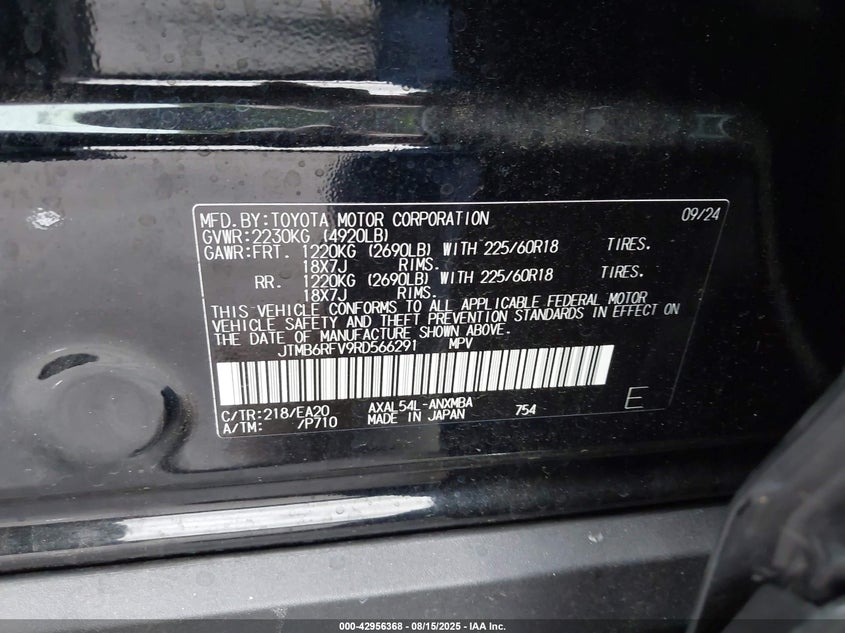 MFD.BY:TOYOTA MOTOR CORPORATION 09/24
GVWR:2230KG (4920LB)
GAWR:FRT. 1220KG (2690LB) WITH 225/60R18 TIRES.
18X7J RIMS.
RR. 1220KG (2690LB) WITH 225/60R18 TIRES.
18X7J RIMS.
THIS VEHICLE CONFORMS TO ALL APPLICABLE FEDERAL MOTOR
VEHICLE SAFETY AND THEFT PREVENTION STANDARDS IN EFFECT ON
THE DATE OF MANUFACTURE SHOWN ABOVE.
JTMB6RFV9RD566291 MPV
C/TR:218/EA20 AXAL54L-ANXMBA 754 E
A/TM: /P710 MADE IN JAPAN
000-42956368 - 08/15/2025 - IAA Inc.